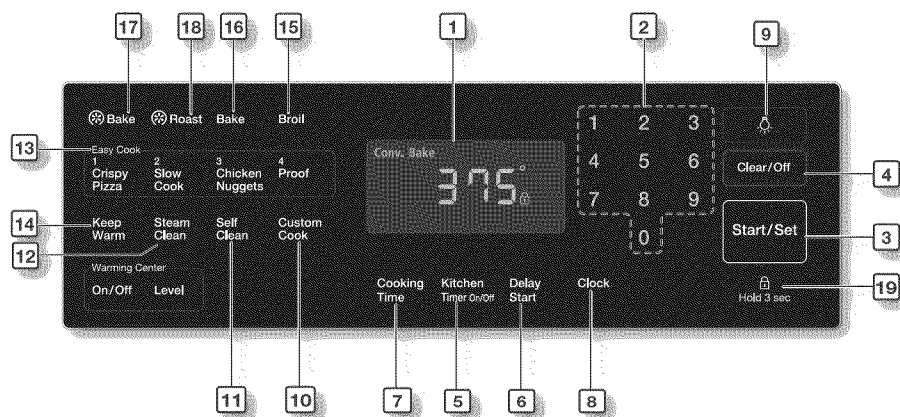 17 18 16 15 1 2 9
Bake Roast Bake Broil
13 Easy Cook
1 2 3 4
Crispy Pizza Slow Cook Chicken Nuggets Proof
Conv. Bake
375°
1 2 3
4 5 6
7 8 9
0
Clear/Off 4
Start/Set 3
14 Keep Warm Steam Clean Self Clean Custom Cook
12
Warming Center
On/Off Level
Cooking Time Kitchen Timer On/Off Delay Start Clock
Hold 3 sec 19
11 10 7 5 6 8